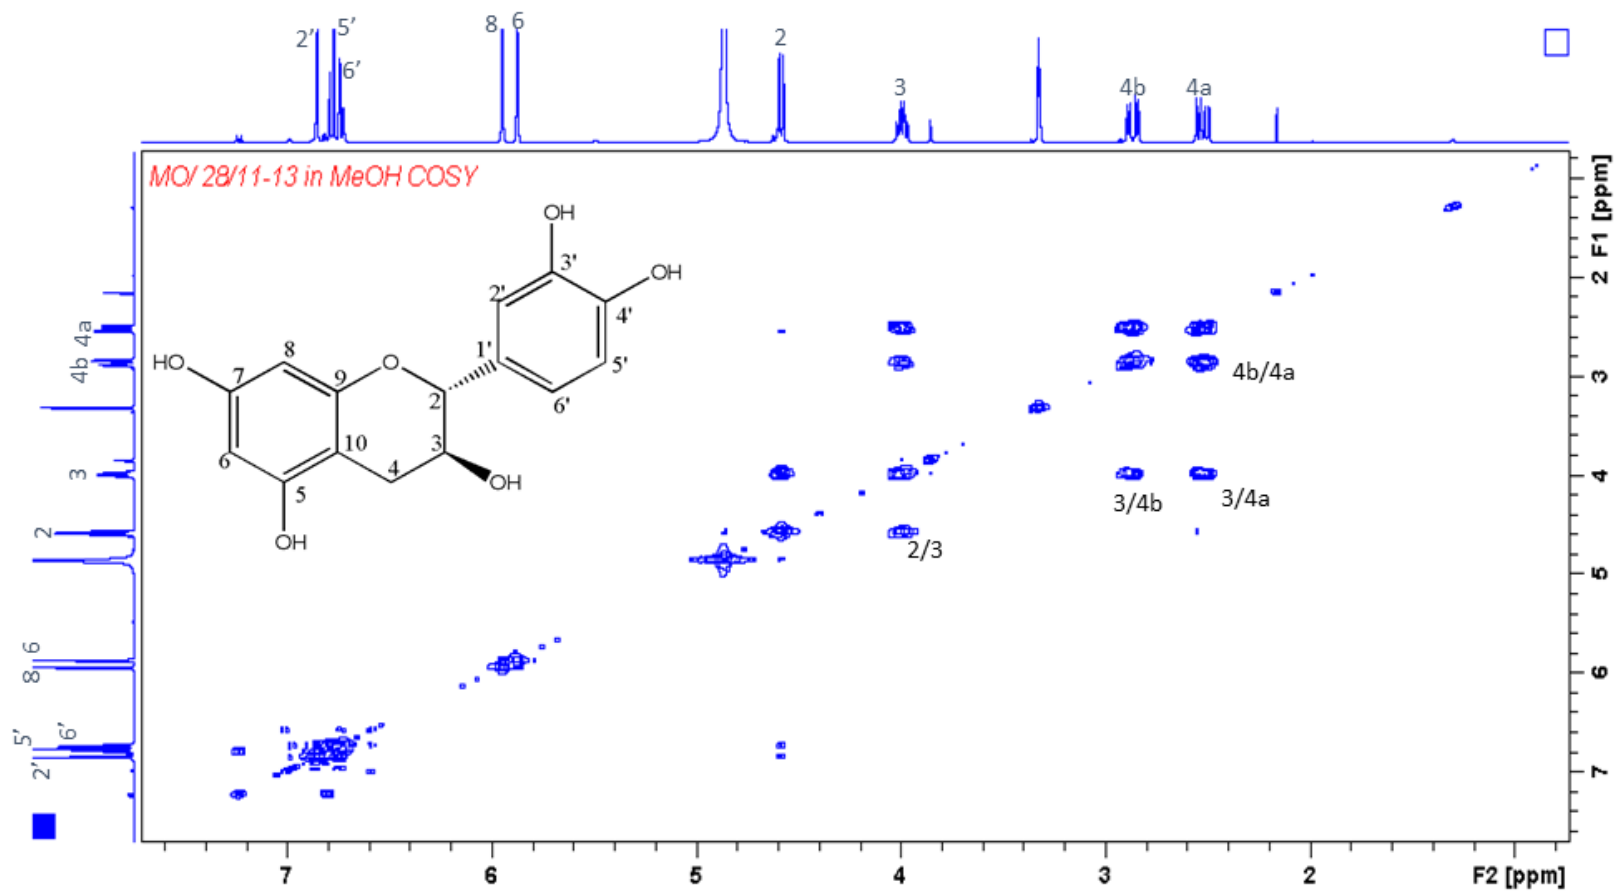 2' 5' 6' 8 6 2 3 4b 4a
MO/ 28/11-13 in MeOH COSY
OH
3'
OH
2'
4'
8
O
1'
HO
7
9
5'
2
6'
10
3
6
4
OH
5
OH
4a
4b
3
2
6
8
6'
5'
2'
4b/4a
3/4b
3/4a
2/3
F1 [ppm]
2
3
4
5
6
7
7 6 5 4 3 2 F2 [ppm]